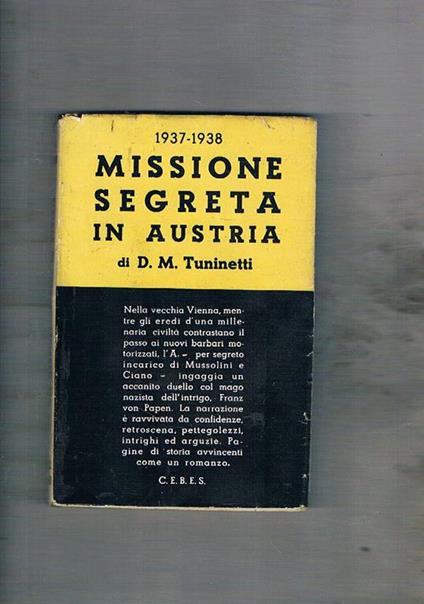 1937-1938
MISSIONE
SEGRETA
IN AUSTRIA
di D. M. Tuninetti
Nella vecchia Vienna, men-
tre gli eredi d'una mille-
naria civiltà contrastano il
passo ai nuovi barbari mo-
torizzati, l'A. - per segreto
incarico di Mussolini e
Ciano - ingaggia un
accanito duello col mago
nazista dell'intrigo, Franz
von Papen. La narrazione
è ravvivata da confidenze,
retroscena, pettegolezzi,
intrighi ed arguzie. Pa-
gine di storia avvincenti
come un romanzo.
C.E.B.E.S.